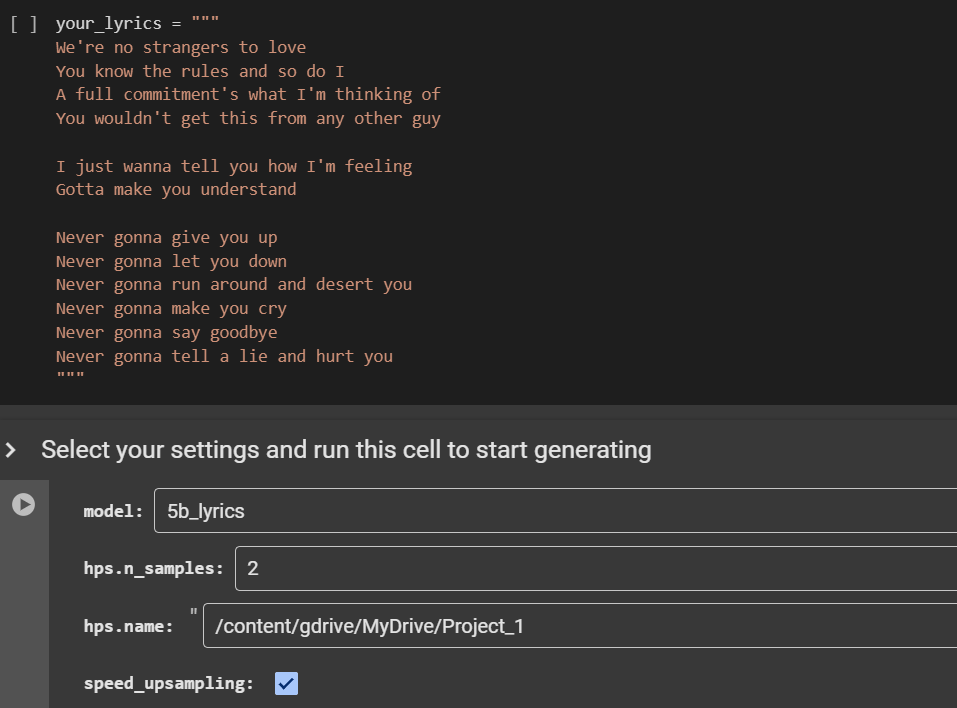 [ ] your_lyrics = """
We're no strangers to love
You know the rules and so do I
A full commitment's what I'm thinking of
You wouldn't get this from any other guy
I just wanna tell you how I'm feeling
Gotta make you understand
Never gonna give you up
Never gonna let you down
Never gonna run around and desert you
Never gonna make you cry
Never gonna say goodbye
Never gonna tell a lie and hurt you
"""
Select your settings and run this cell to start generating
model: 5b_lyrics
hps.n_samples: 2
hps.name: " /content/gdrive/MyDrive/Project_1
speed_upsampling: